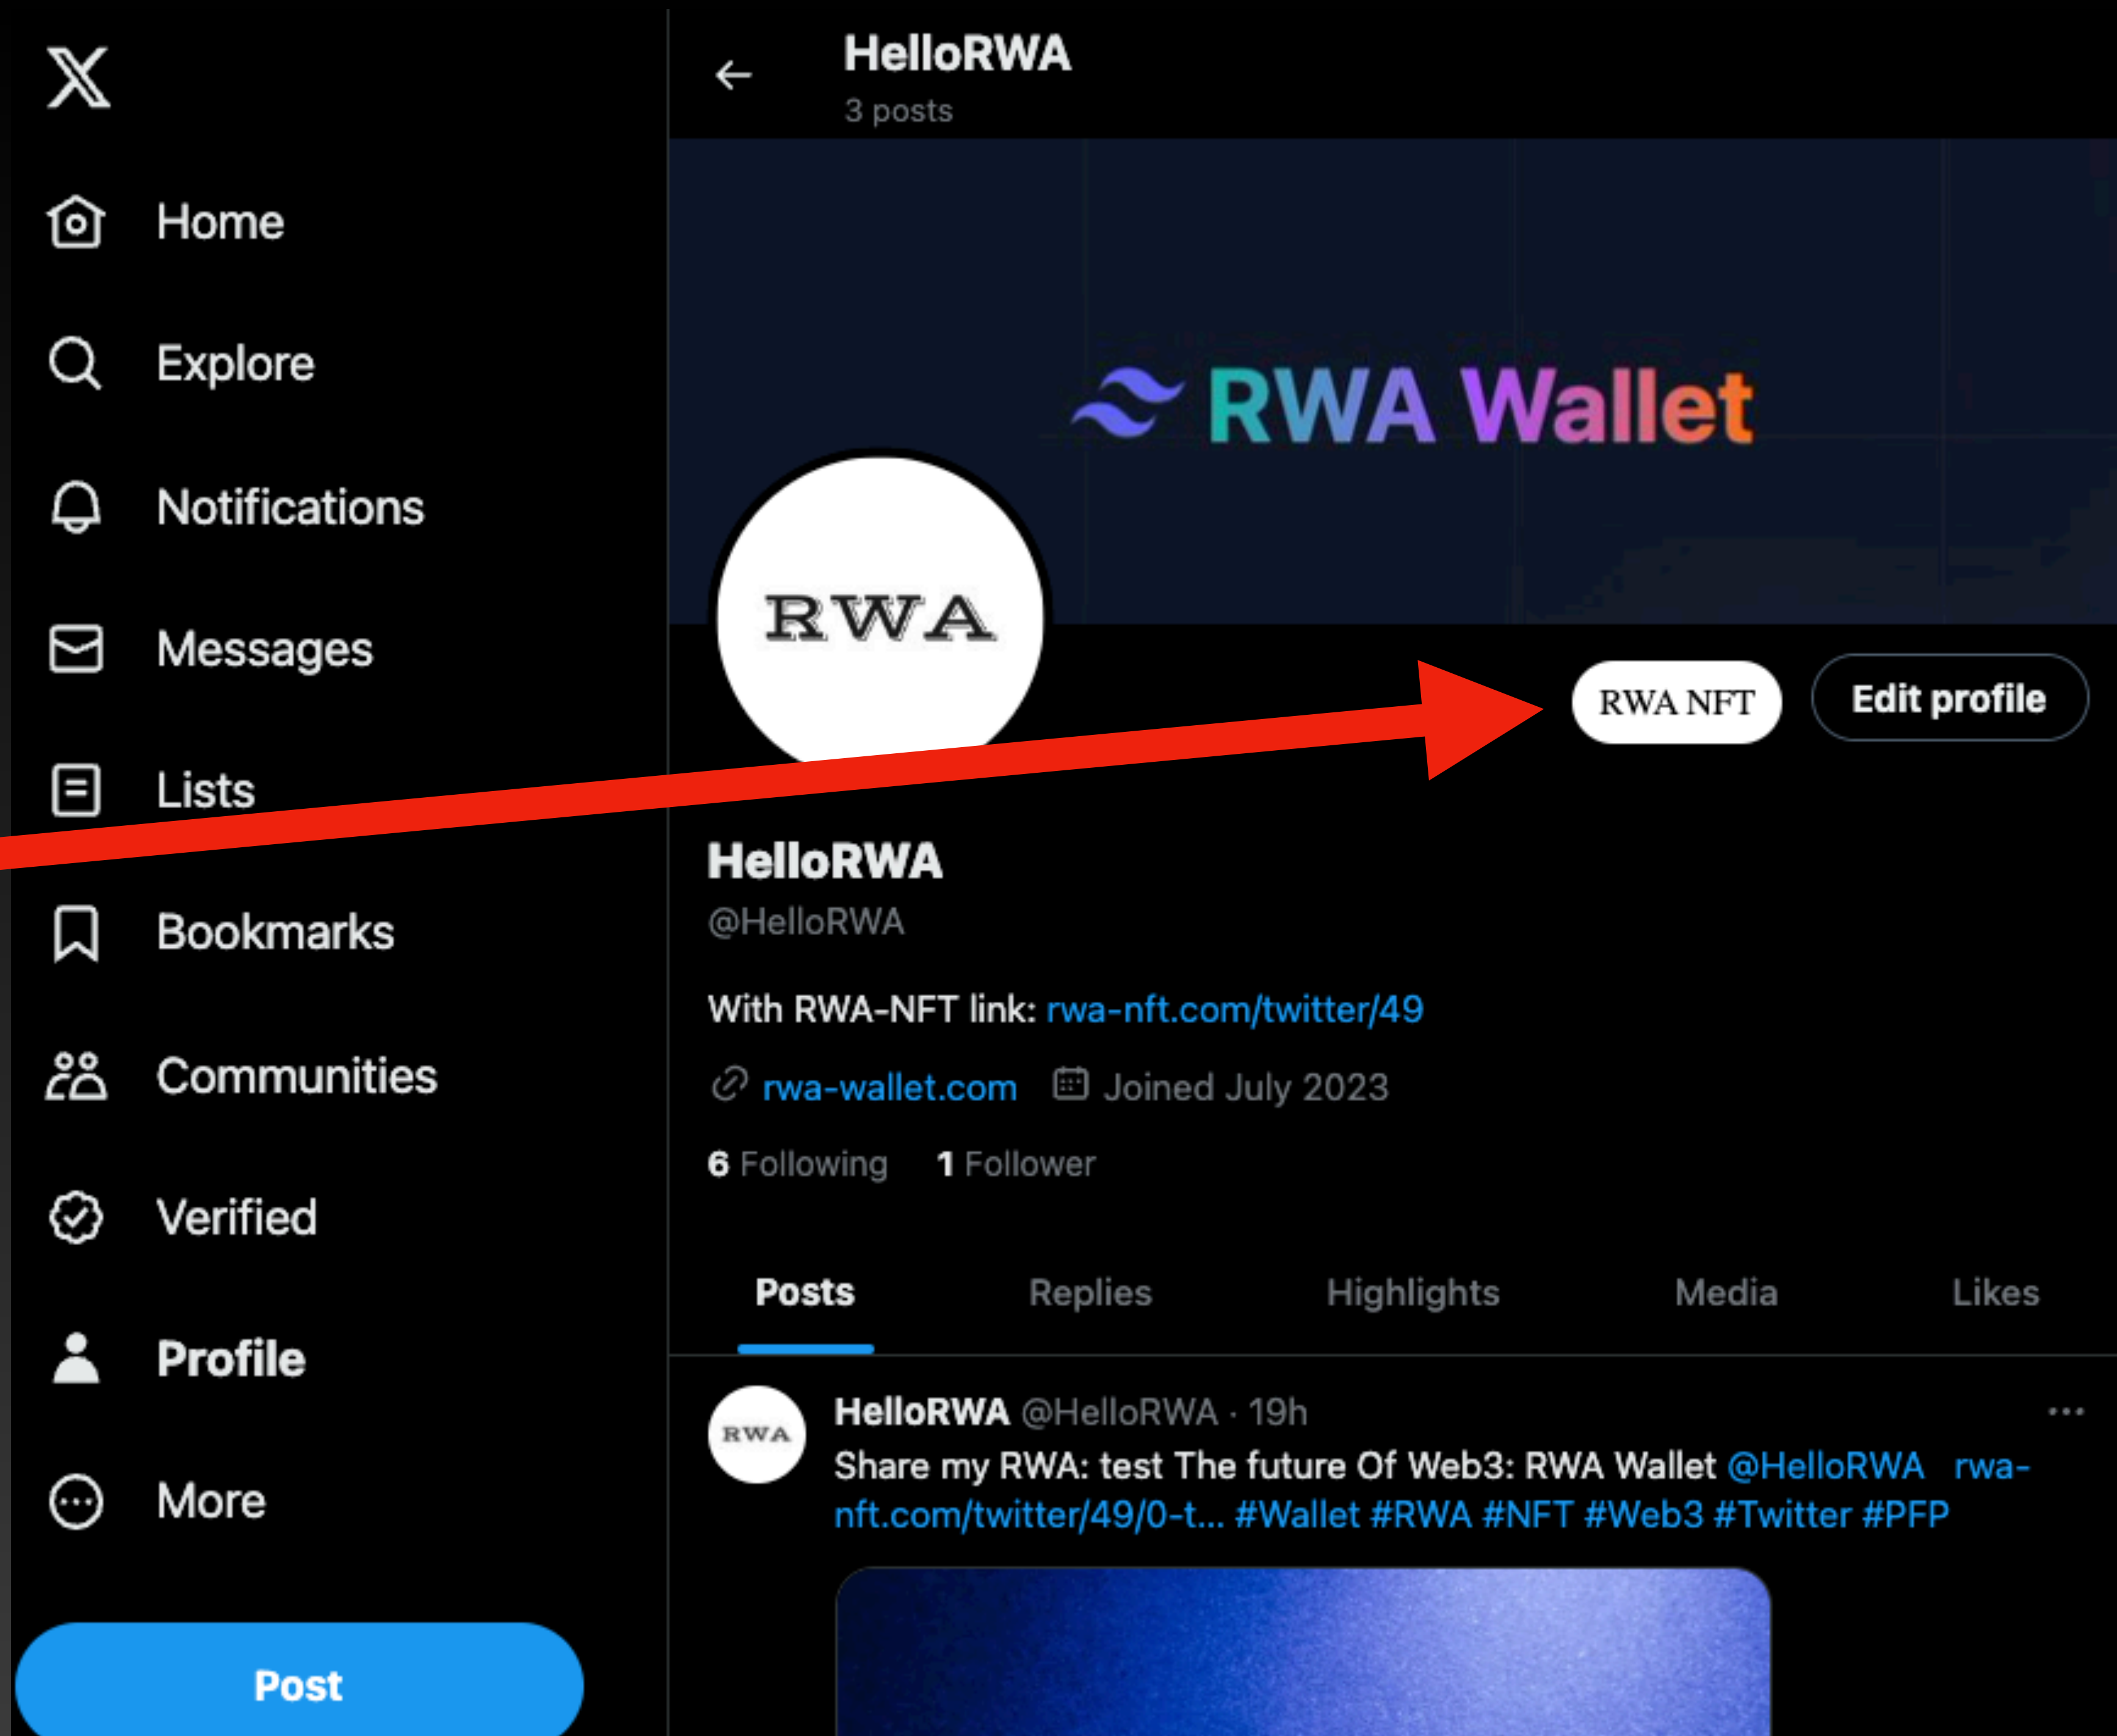 Home
Explore
Notifications
Messages
Lists
Bookmarks
Communities
Verified
Profile
More
Post
HelloRWA
3 posts
RWA Wallet
RWA
RWA NFT
Edit profile
HelloRWA
@HelloRWA
With RWA-NFT link: rwa-nft.com/twitter/49
rwa-wallet.com Joined July 2023
6 Following 1 Follower
Posts Replies Highlights Media Likes
RWA
HelloRWA @HelloRWA · 19h
Share my RWA: test The future Of Web3: RWA Wallet @HelloRWA rwa-
nft.com/twitter/49/0-t... #Wallet #RWA #NFT #Web3 #Twitter #PFP